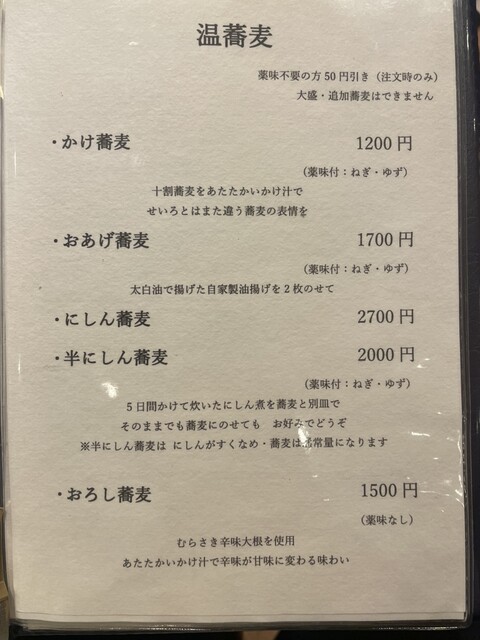 温蕎麦
薬味不要の方50円引き（注文時のみ）
大盛・追加蕎麦はできません
・かけ蕎麦 1200円
（薬味付：ねぎ・ゆず）
十割蕎麦をあたたかいかけ汁で
せいろとはまた違う蕎麦の表情を
・おあげ蕎麦 1700円
（薬味付：ねぎ・ゆず）
太白油で揚げた自家製油揚げを2枚のせて
・にしん蕎麦 2700円
・半にしん蕎麦 2000円
（薬味付：ねぎ・ゆず）
5日間かけて炊いたにしん煮を蕎麦と別皿で
そのままでも蕎麦にのせても お好みでどうぞ
※半にしん蕎麦は にしんがすくなめ・蕎麦は通常量になります
・おろし蕎麦 1500円
（薬味なし）
むらさき辛味大根を使用
あたたかいかけ汁で辛味が甘味に変わる味わい